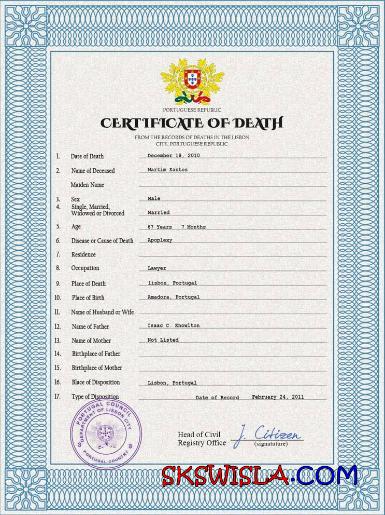 PORTUGUESE REPUBLIC
CERTIFICATE OF DEATH
FROM THE RECORDS OF DEATHS IN THE LISBON
CITY, PORTUGUESE REPUBLIC
1. Date of Death December 18, 2010
2. Name of Deceased Martim Santos
Maiden Name
3. Sex Male
4. Single, Married,
Widowed or Divorced Married
5. Age 67 Years 7 Months
6. Disease or Cause of Death Apoplexy
7. Residence
8. Occupation Lawyer
9. Place of Death lisbon, Portugal
10. Place of Birth Amadora, Portugal
11. Name of Husband or Wife
12. Name of Father Isaac C. Knowlton
13. Name of Mother Not Listed
14. Birthplace of Father
15. Birthplace of Mother
16. Place of Disposition Lisbon, Portugal
17. Type of Disposition Date of Record February 24, 2011
PORTUGAL COUNCIL
PORTUGAL COUNTRY
Head of Civil
Registry Office
J. Citizen
(signature)
SKSWISLA.COM